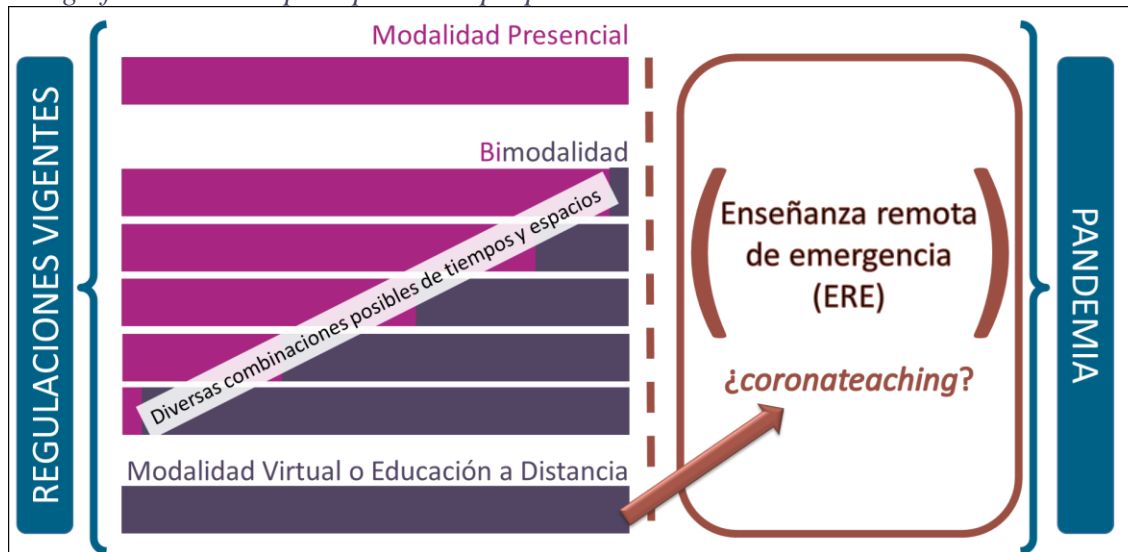 REGULACIONES VIGENTES
Modalidad Presencial
Bimodalidad
Diversas combinaciones posibles de tiempos y espacios
Modalidad Virtual o Educación a Distancia
Enseñanza remota
de emergencia
(ERE)
¿coronateaching?
PANDEMIA